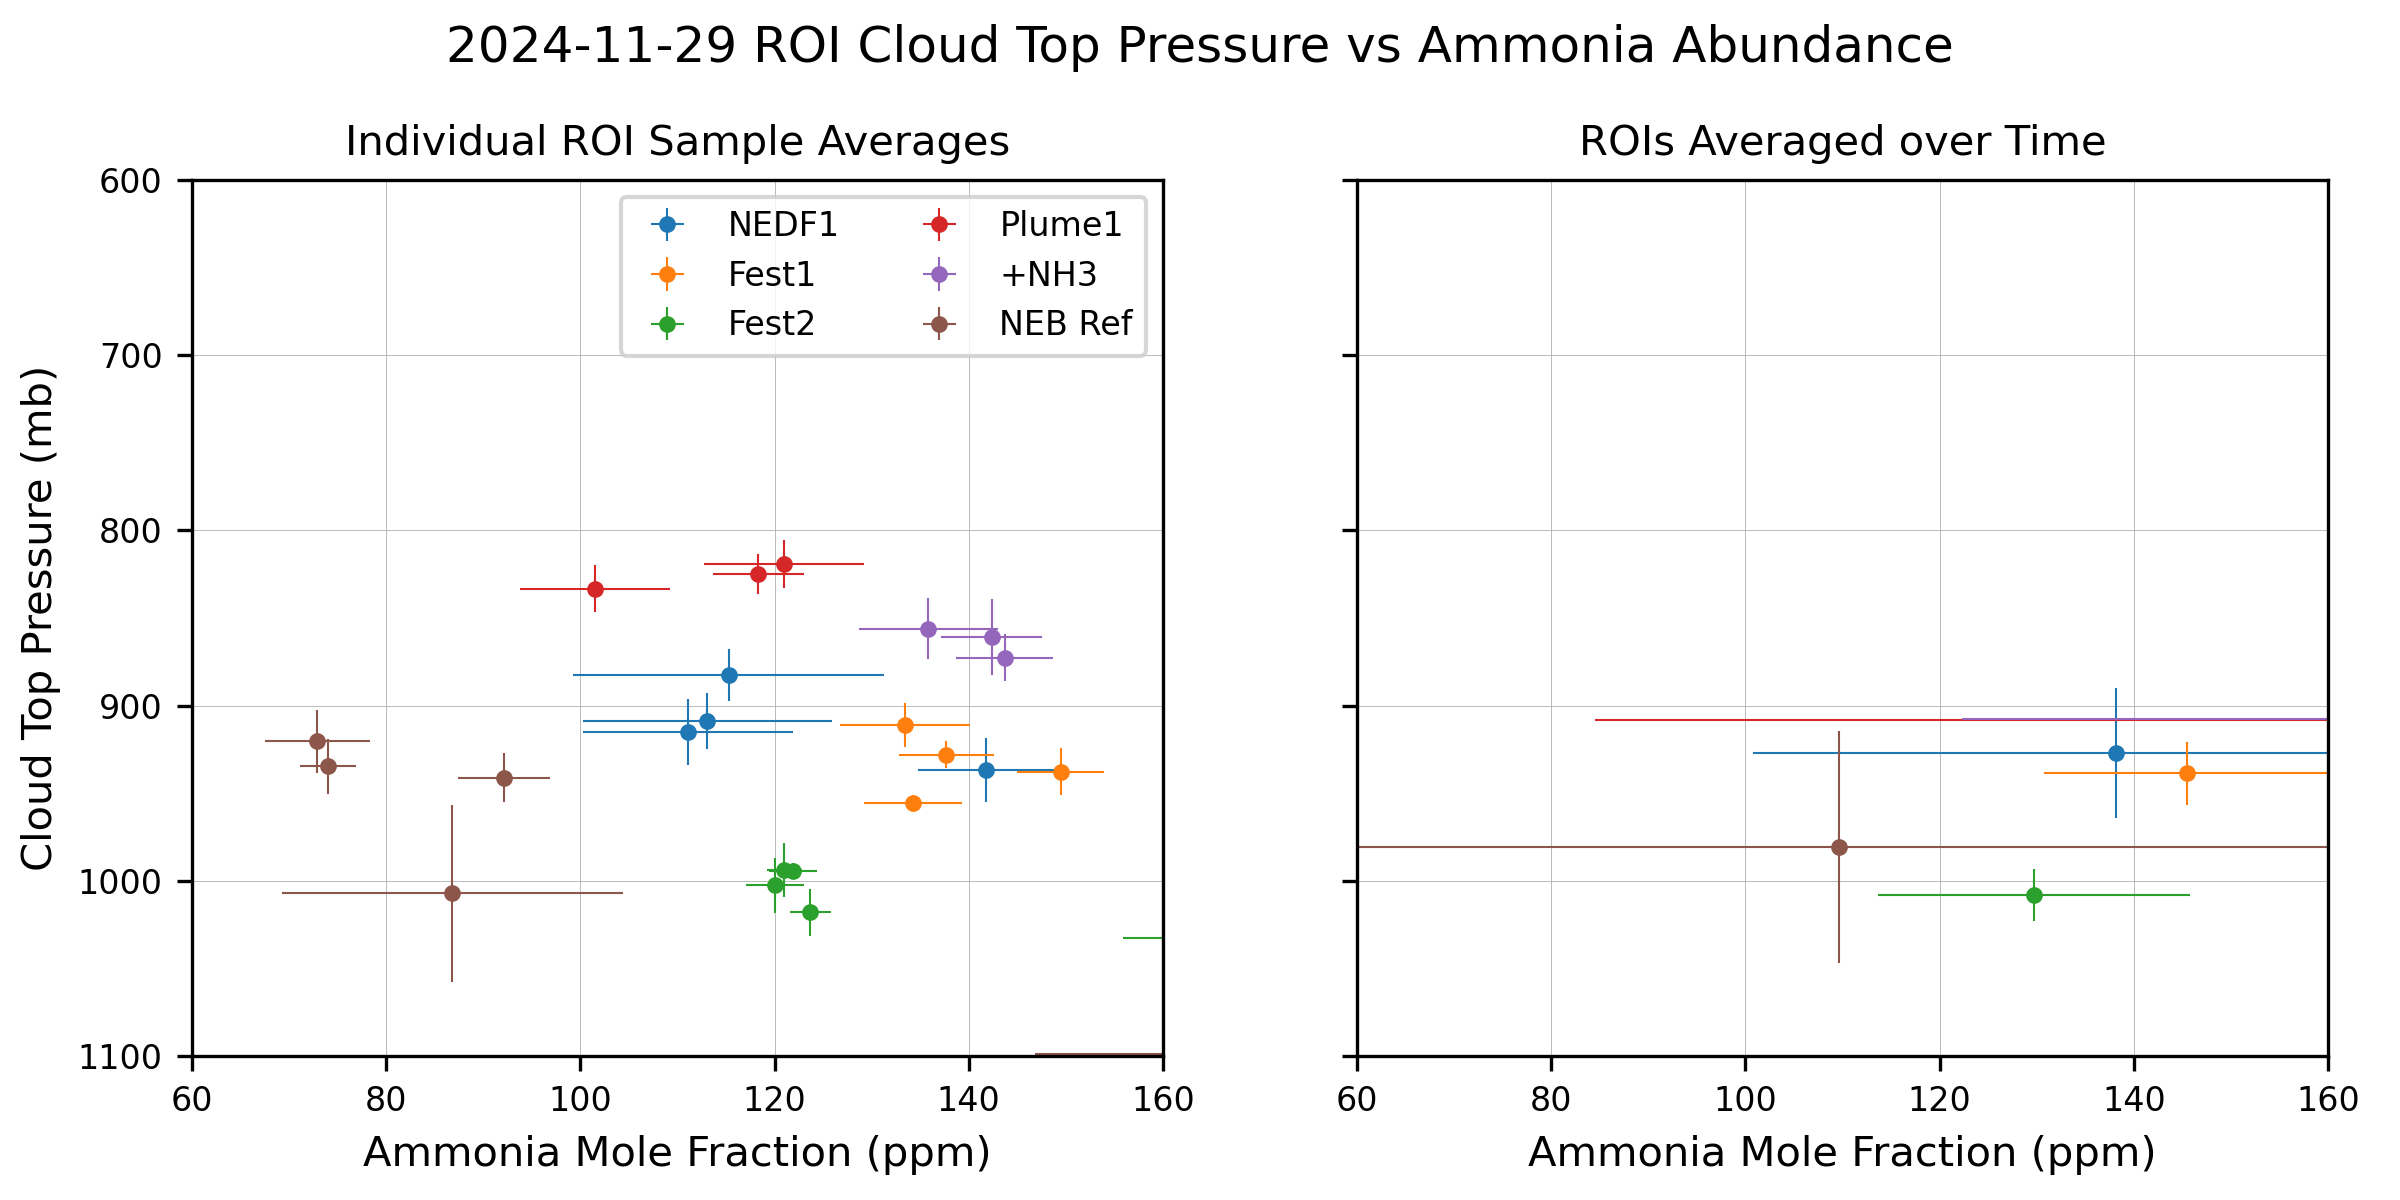 2024-11-29 ROI Cloud Top Pressure vs Ammonia Abundance
Individual ROI Sample Averages
ROIs Averaged over Time
NEDF1
Fest1
Fest2
Plume1
+NH3
NEB Ref
Cloud Top Pressure (mb)
600
700
800
900
1000
1100
60 80 100 120 140 160
60 80 100 120 140 160
Ammonia Mole Fraction (ppm)
Ammonia Mole Fraction (ppm)